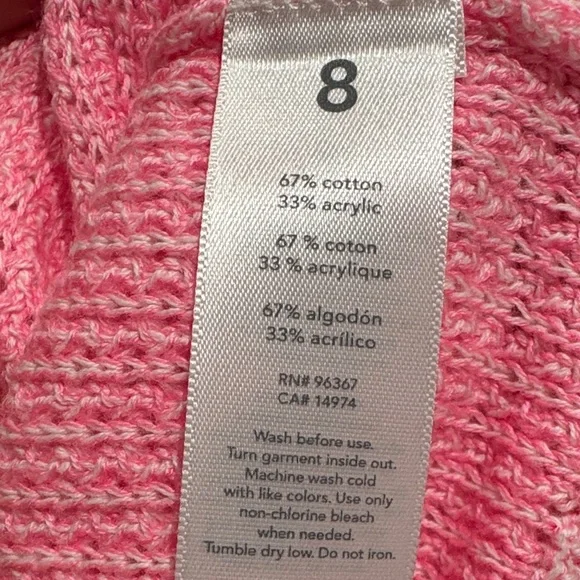 8
67% cotton
33% acrylic
67 % coton
33 % acrylique
67% algodón
33% acrílico
RN# 96367
CA# 14974
Wash before use.
Turn garment inside out.
Machine wash cold
with like colors. Use only
non-chlorine bleach
when needed.
Tumble dry low. Do not iron.